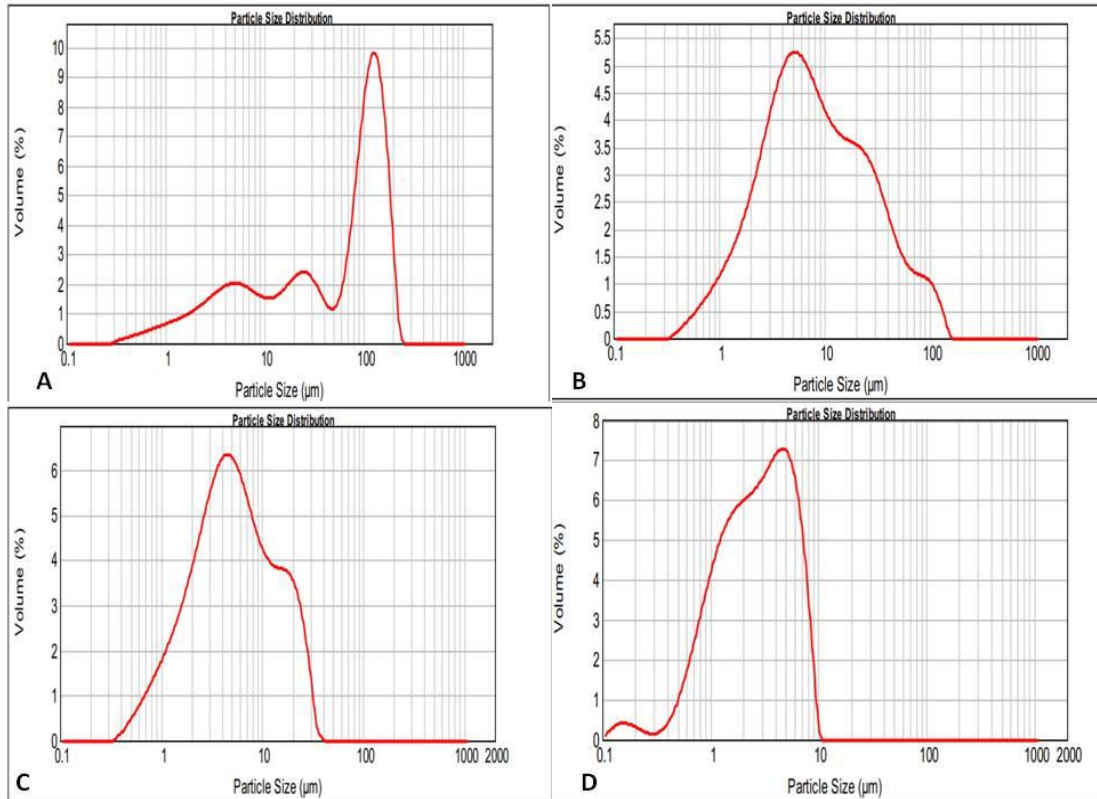 Particle Size Distribution
10
9
8
7
6
5
4
3
2
1
0
0.1 1 10 100 1000
Volume (%)
Particle Size (µm)
A
Particle Size Distribution
5.5
5
4.5
4
3.5
3
2.5
2
1.5
1
0.5
0
0.1 1 10 100 1000
Volume (%)
Particle Size (µm)
B
Particle Size Distribution
6
5
4
3
2
1
0
0.1 1 10 100 1000 2000
Volume (%)
Particle Size (µm)
C
Particle Size Distribution
8
7
6
5
4
3
2
1
0
0.1 1 10 100 1000 2000
Volume (%)
Particle Size (µm)
D